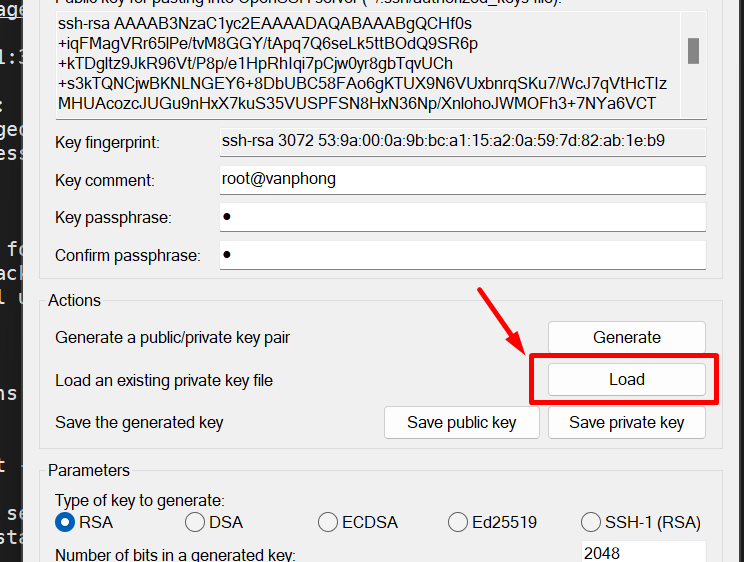 ssh-rsa AAAAB3NzaC1yc2EAAAADAQABAAABgQCHf0s
+iqFMagVRr65lPe/tvM8GGY/tApq7Q6seLk5ttBOdQ9SR6p
+kTDgltz9JkR96Vt/P8p/e1HpRhIqi7pCjw0yr8gbTqvUCh
+s3kTQNCjwBKNLNGEY6+8DbUBC58FAo6gKTUX9N6VUxbnrqSKu7/WcJ7qVtHcTIz
MHUAcozcJUGu9nHxX7kuS35VUSPFSN8HxN36Np/XnlohoJWMOFh3+7NYa6VCT
Key fingerprint: ssh-rsa 3072 53:9a:00:0a:9b:bc:a1:15:a2:0a:59:7d:82:ab:1e:b9
Key comment: root@vanphong
Key passphrase: ●
Confirm passphrase: ●
Actions
Generate a public/private key pair Generate
Load an existing private key file Load
Save the generated key Save public key Save private key
Parameters
Type of key to generate:
RSA DSA ECDSA Ed25519 SSH-1 (RSA)
Number of bits in a generated key: 2048